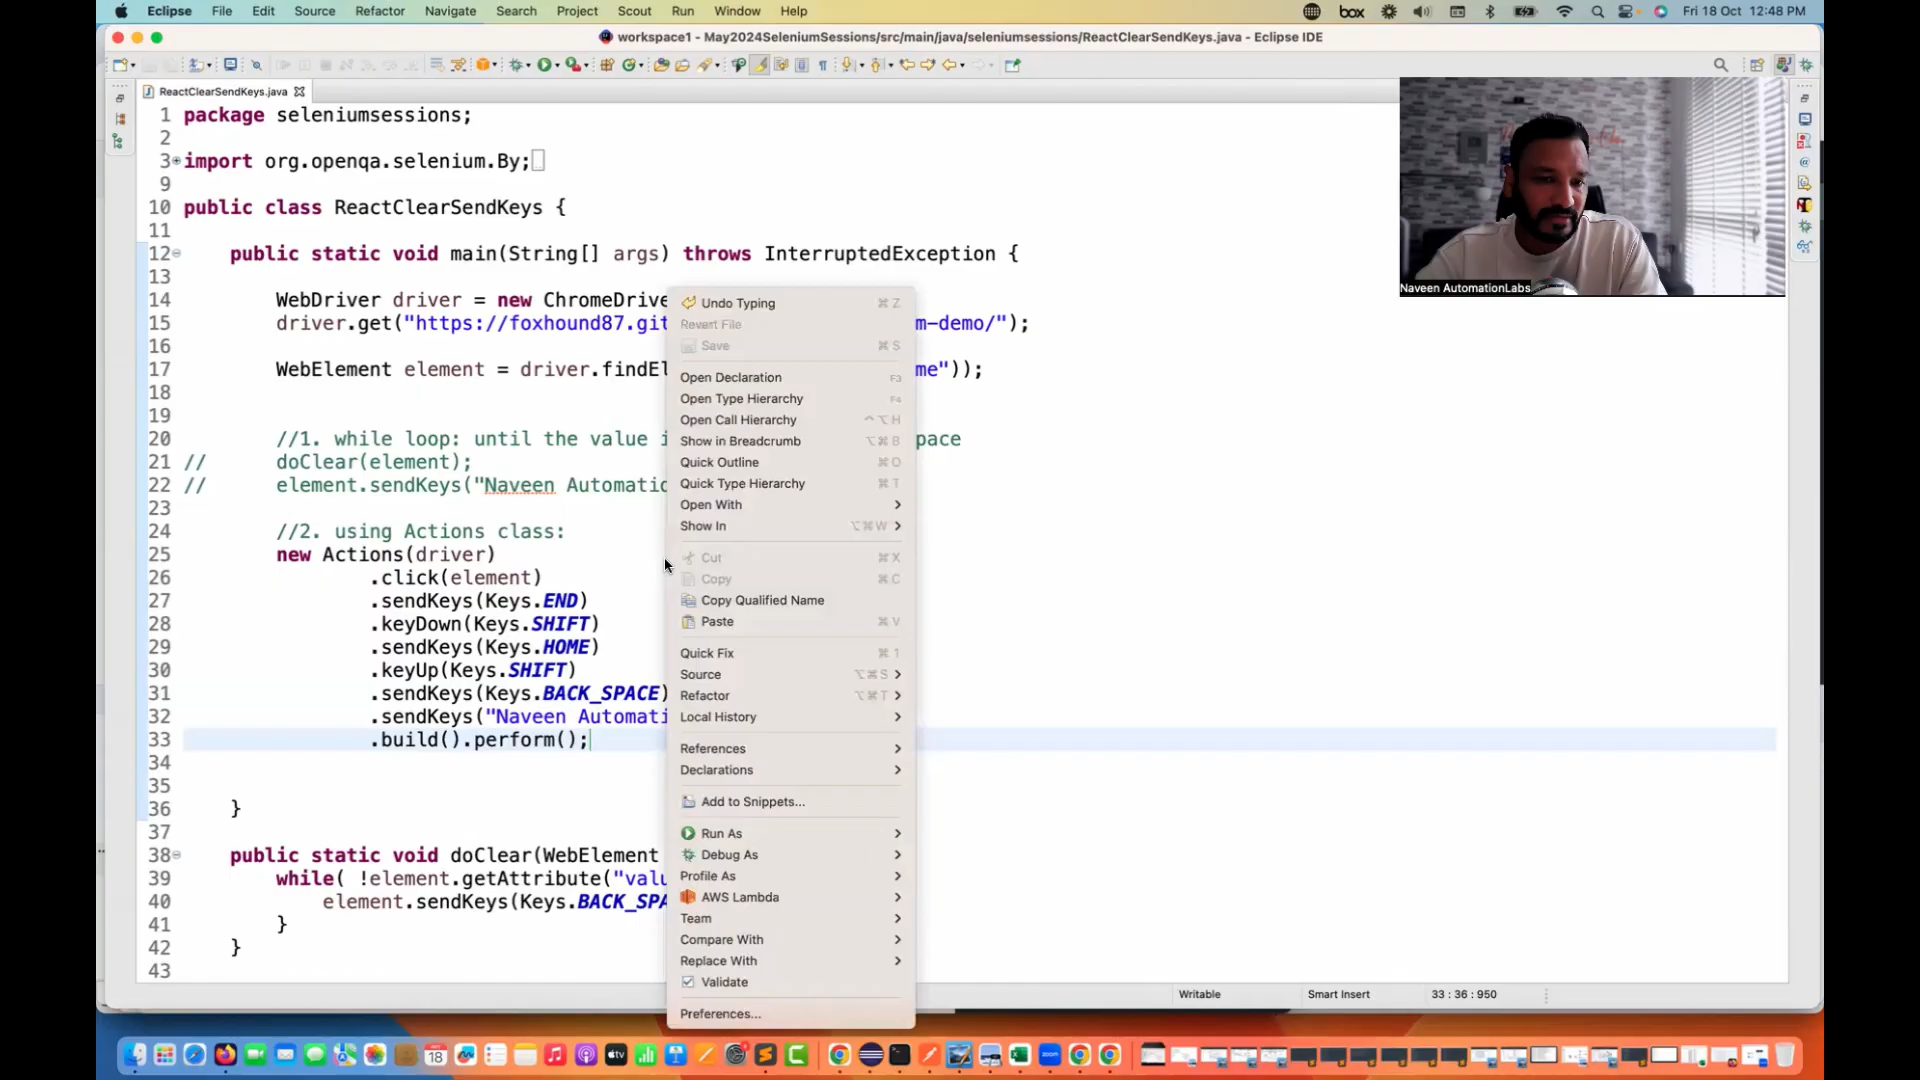 Eclipse File Edit Source Refactor Navigate Search Project Scout Run Window Help
box
Fri 18 Oct 12:48 PM
workspace1 - May2024SeleniumSessions/src/main/java/seleniumsessions/ReactClearSendKeys.java - Eclipse IDE
ReactClearSendKeys.java
1 package seleniumsessions;
2
3 import org.openqa.selenium.By;
9
10 public class ReactClearSendKeys {
11
12 public static void main(String[] args) throws InterruptedException {
13
14 WebDriver driver = new ChromeDrive
15 driver.get("https://foxhound87.git m-demo/");
16
17 WebElement element = driver.findEl me"));
18
19
20 //1. while loop: until the value i pace
21 // doClear(element);
22 // element.sendKeys("Naveen Automatio
23
24 //2. using Actions class:
25 new Actions(driver)
26 .click(element)
27 .sendKeys(Keys.END)
28 .keyDown(Keys.SHIFT)
29 .sendKeys(Keys.HOME)
30 .keyUp(Keys.SHIFT)
31 .sendKeys(Keys.BACK_SPACE)
32 .sendKeys("Naveen Automati
33 .build().perform();
34
35
36 }
37
38 public static void doClear(WebElement
39 while( !element.getAttribute("valu
40 element.sendKeys(Keys.BACK_SPA
41 }
42 }
43
Undo Typing ⌘Z
Revert File
Save ⌘S
Open Declaration F3
Open Type Hierarchy F4
Open Call Hierarchy ^⌥H
Show in Breadcrumb ⌥⌘B
Quick Outline ⌘O
Quick Type Hierarchy ⌘T
Open With
Show In ⌥⌘W
Cut ⌘X
Copy ⌘C
Copy Qualified Name
Paste ⌘V
Quick Fix ⌘1
Source ⌥⌘S
Refactor ⌥⌘T
Local History
References
Declarations
Add to Snippets...
Run As
Debug As
Profile As
AWS Lambda
Team
Compare With
Replace With
Validate
Preferences...
Naveen AutomationLabs
Writable Smart Insert 33 : 36 : 950